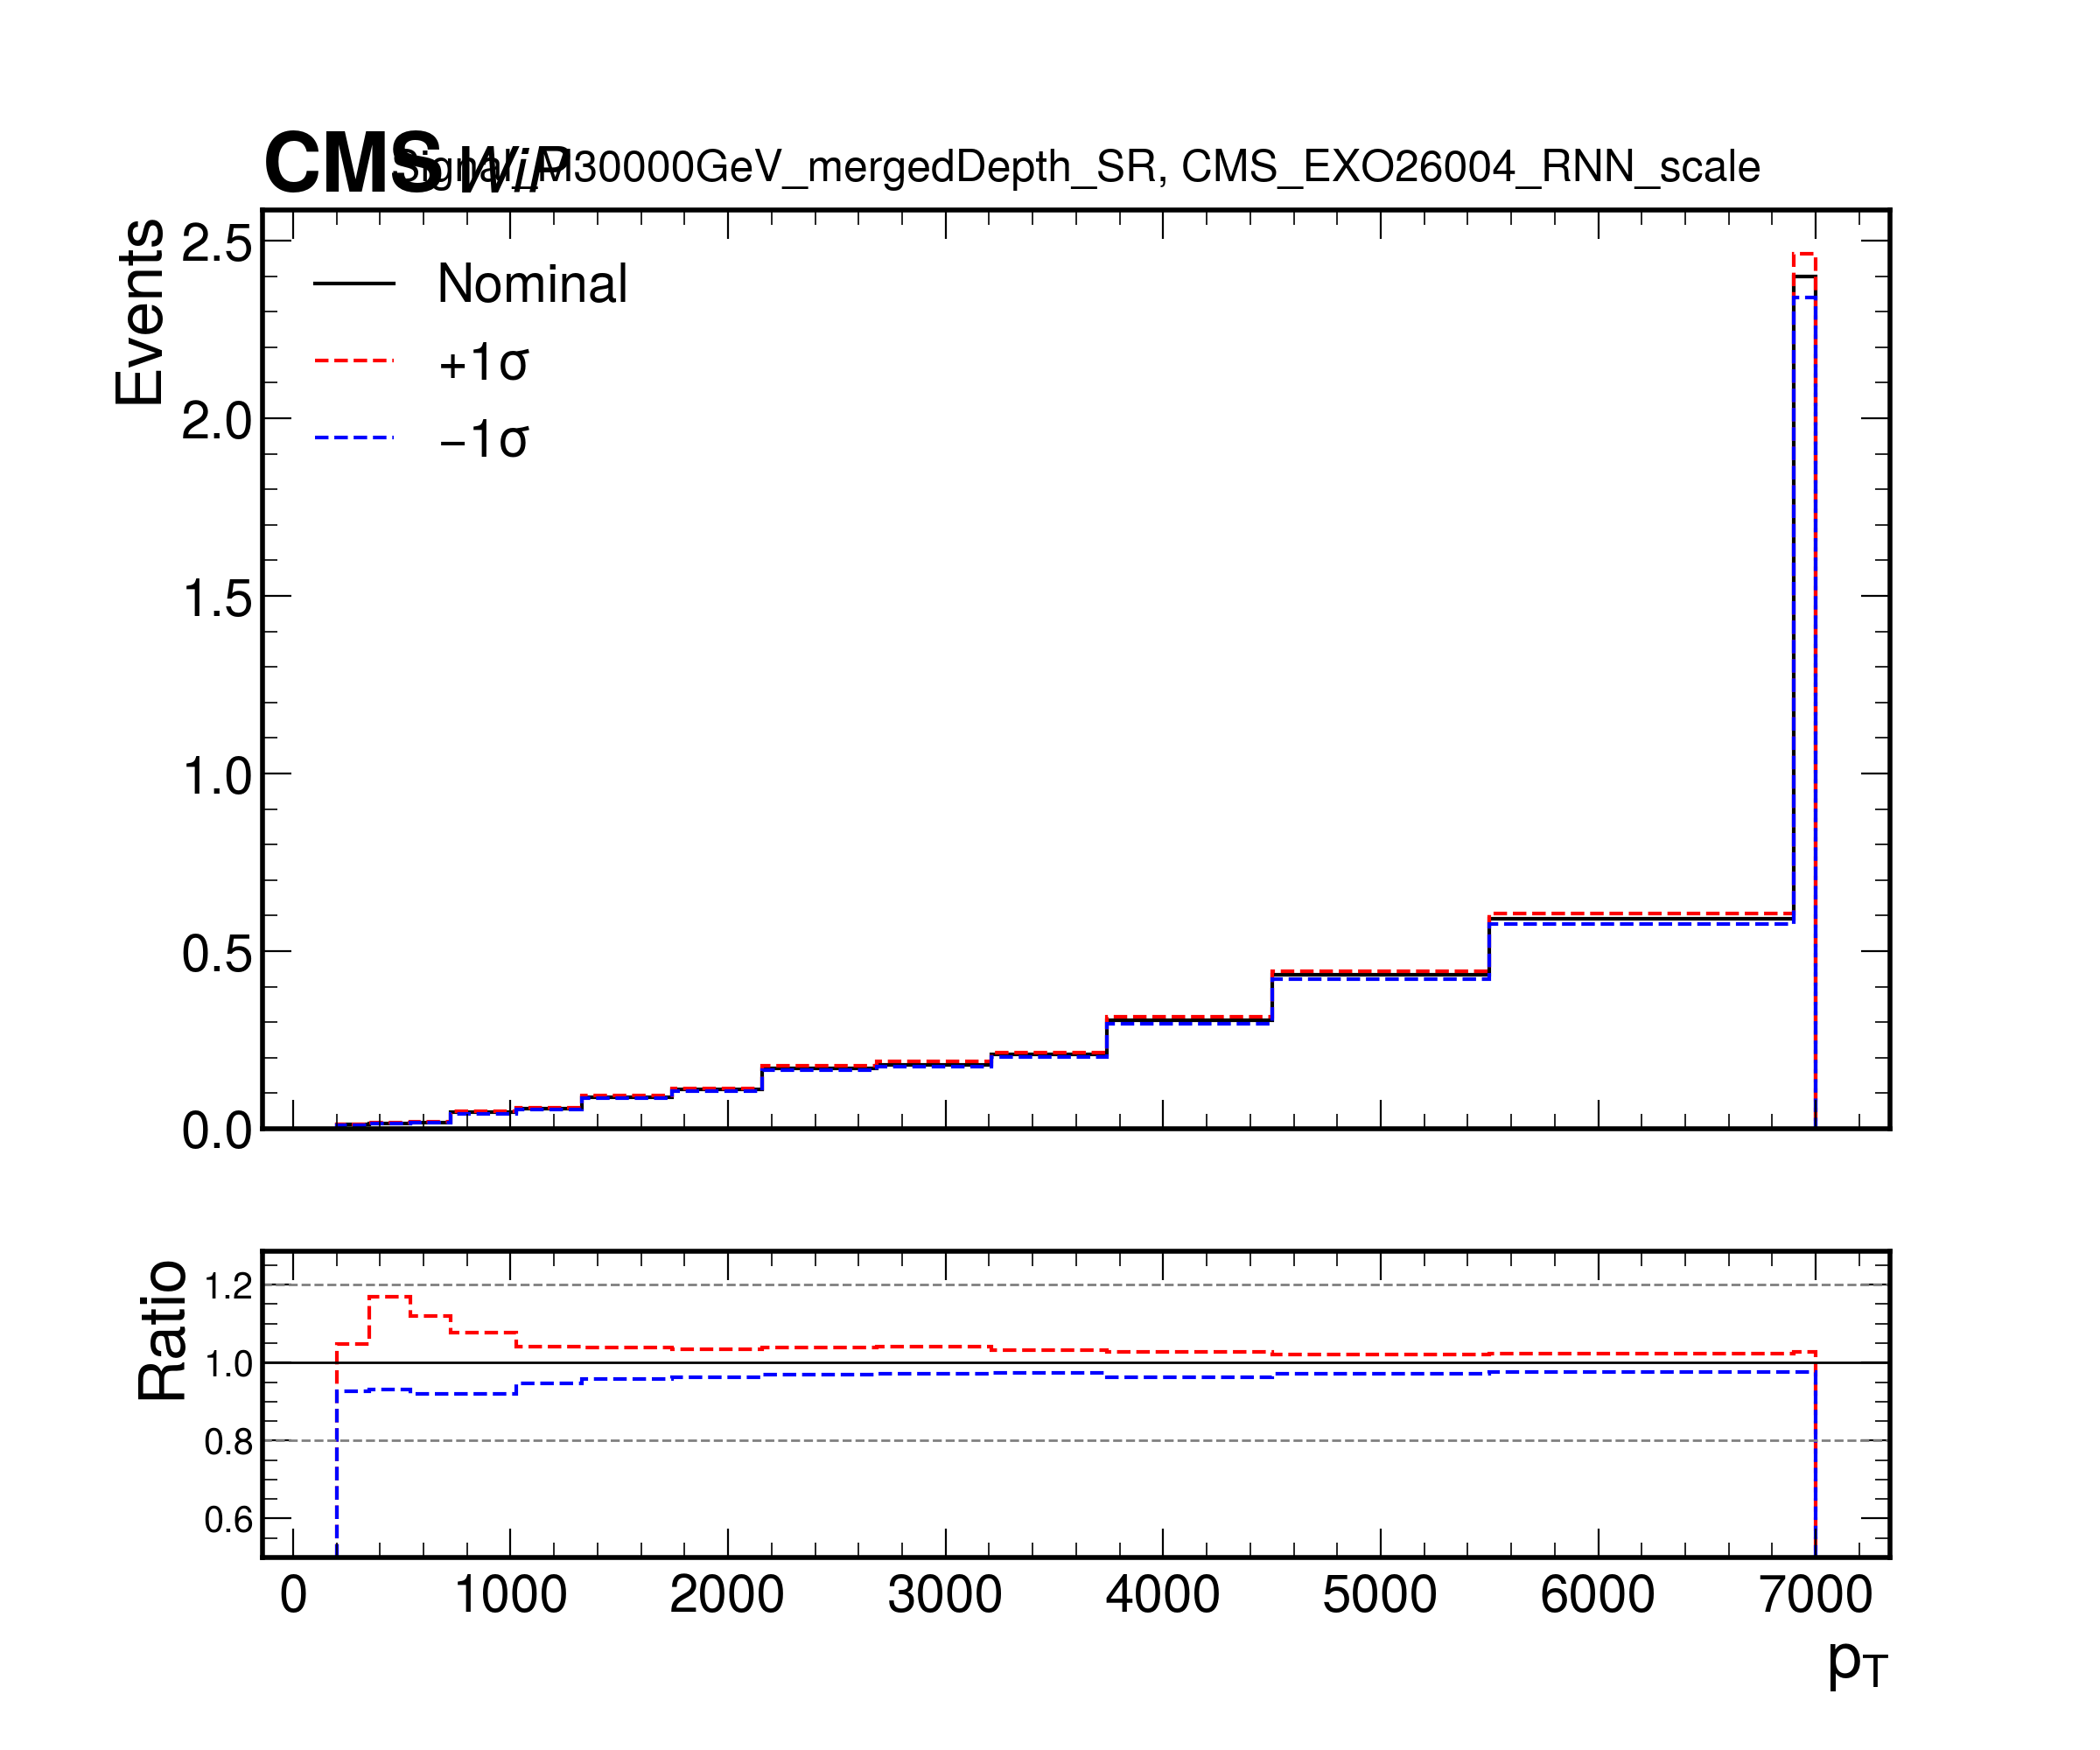 CMS WiP
Signal_M30000GeV_mergedDepth_SR, CMS_EXO26004_RNN_scale
Events
2.5
2.0
1.5
1.0
0.5
0.0
Nominal
+1σ
−1σ
Ratio
1.2
1.0
0.8
0.6
0 1000 2000 3000 4000 5000 6000 7000
pT